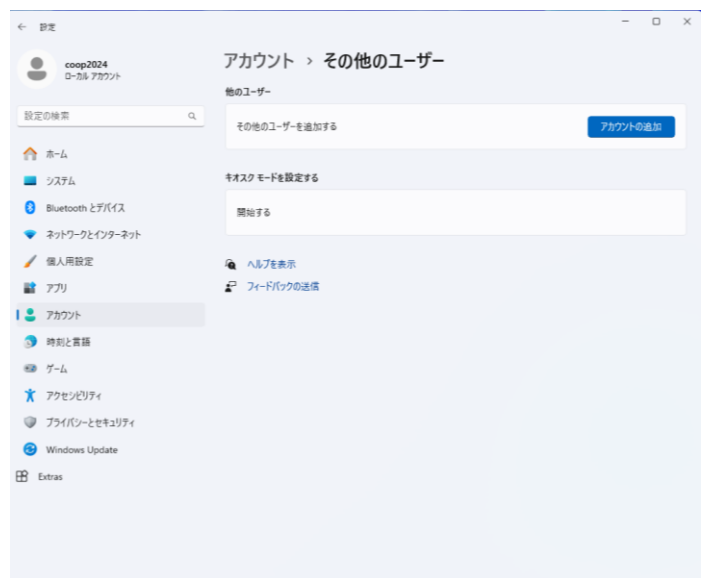 ← 設定
coop2024
ローカル アカウント
設定の検索
ホーム
システム
Bluetooth とデバイス
ネットワークとインターネット
個人用設定
アプリ
アカウント
時刻と言語
ゲーム
アクセシビリティ
プライバシーとセキュリティ
Windows Update
Extras
アカウント › その他のユーザー
他のユーザー
その他のユーザーを追加する
アカウントの追加
キオスク モードを設定する
開始する
ヘルプを表示
フィードバックの送信